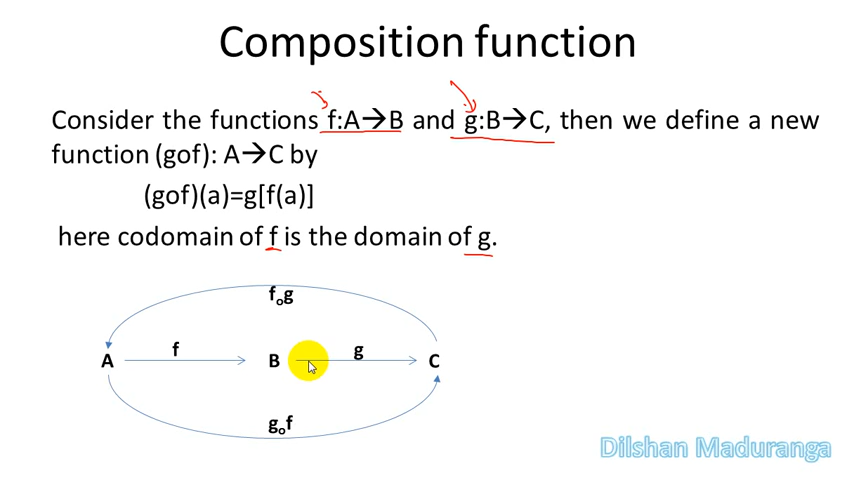 Composition function
Consider the functions f:A→B and g:B→C, then we define a new
function (gof): A→C by
(gof)(a)=g[f(a)]
here codomain of f is the domain of g.
fog
A f B g C
gof
Dilshan Maduranga